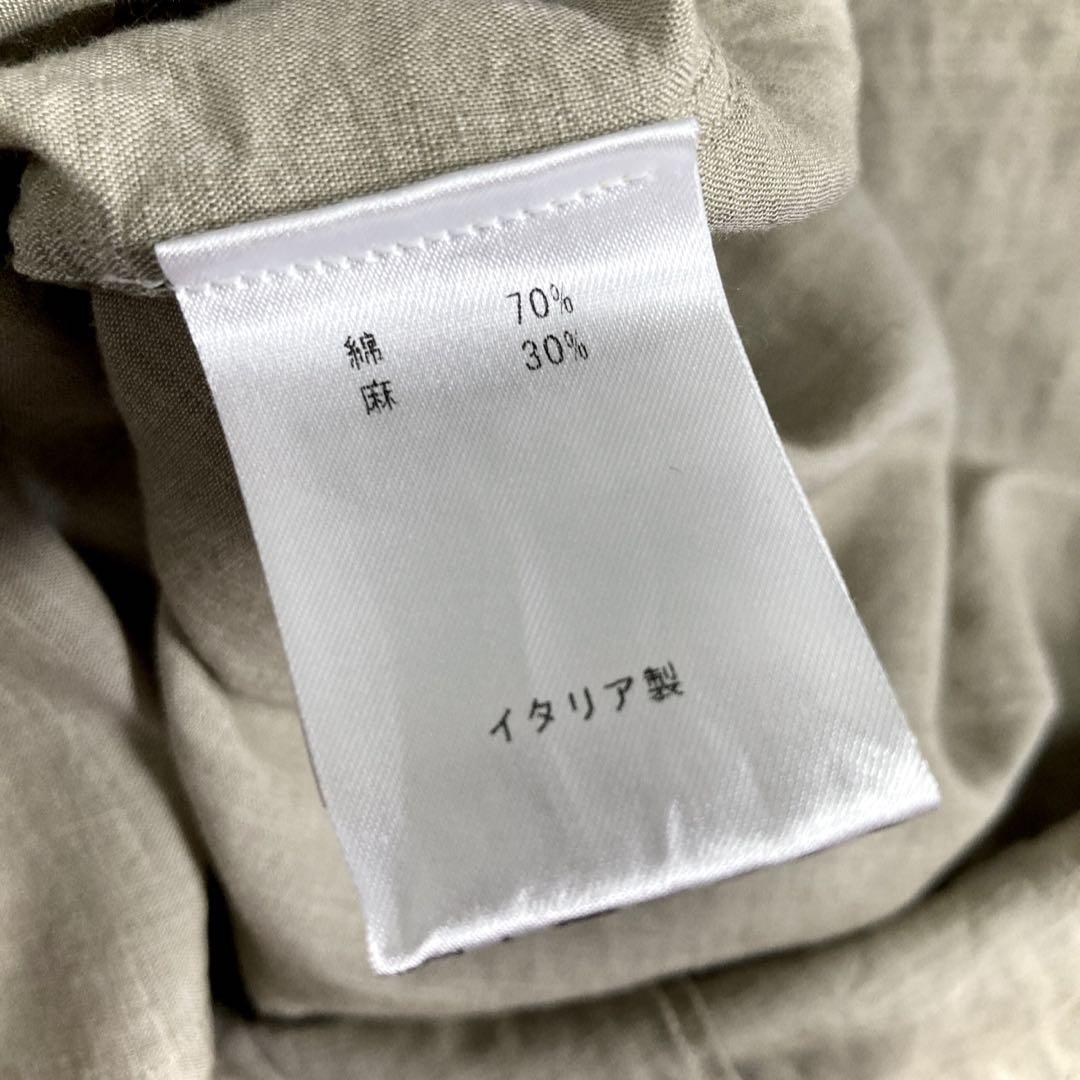 綿 70%
麻 30%
イタリア製